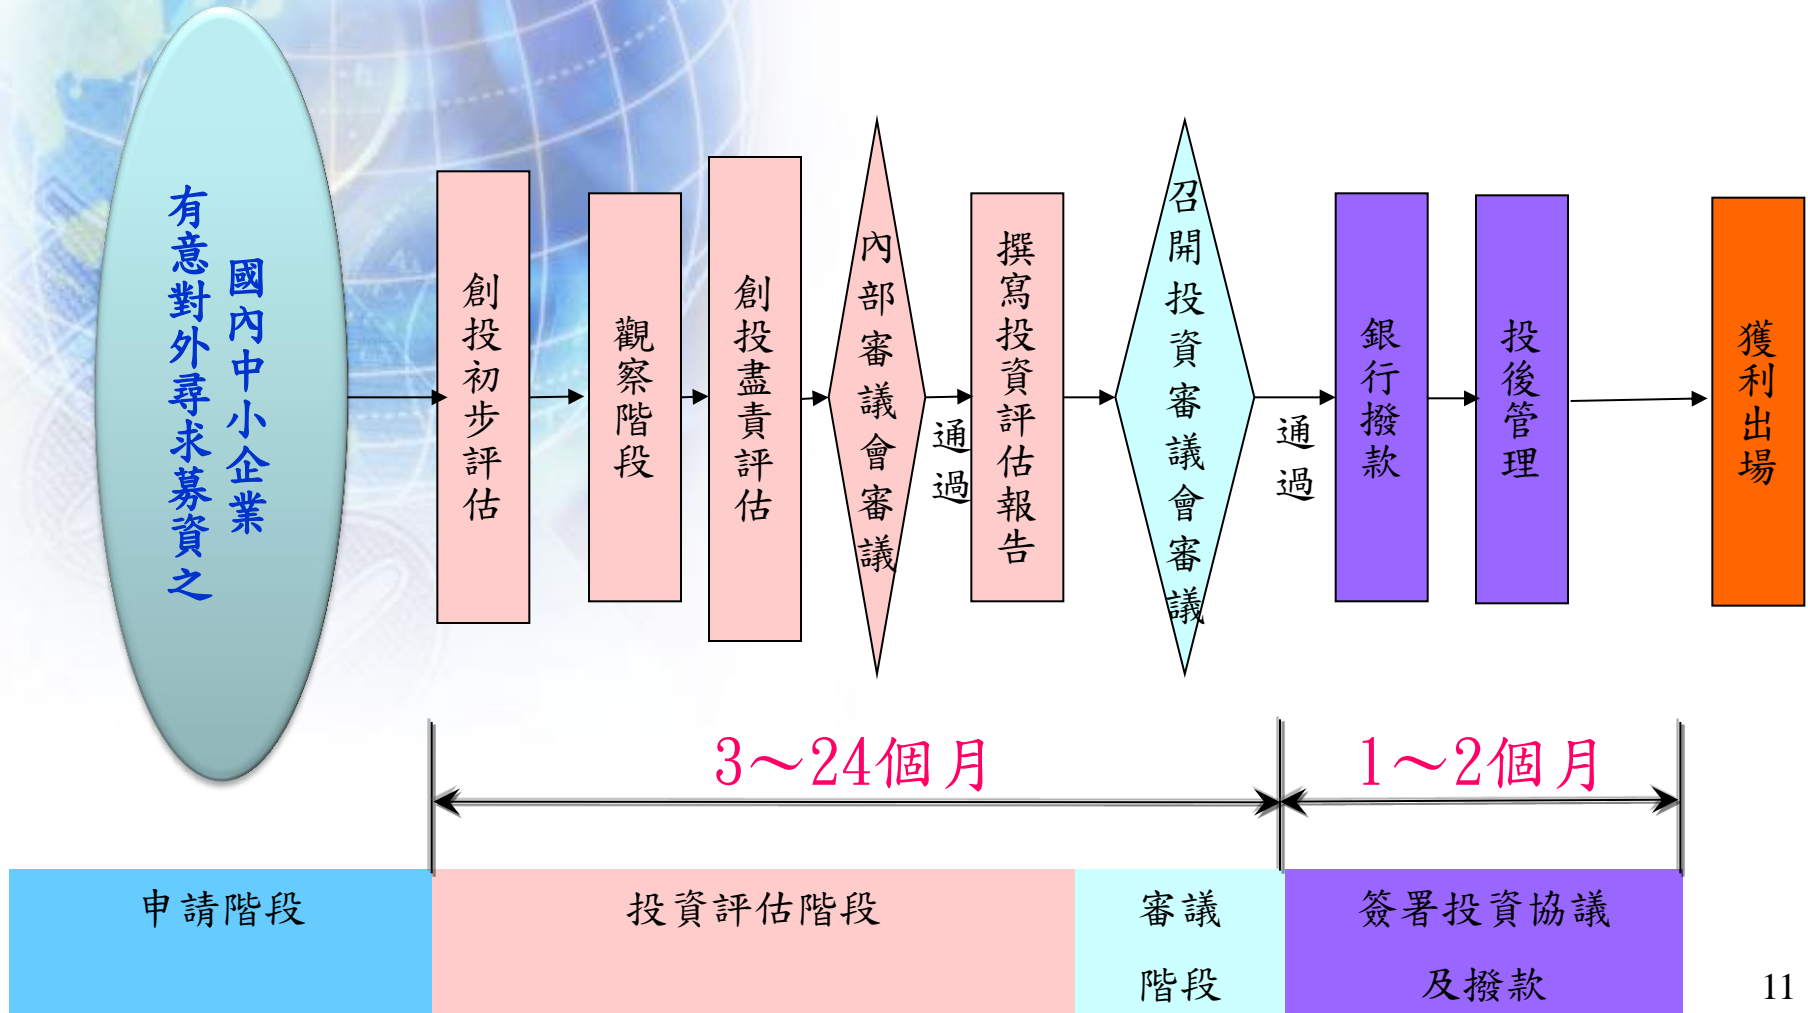 有意對外尋求募資之
國內中小企業
創投初步評估
觀察階段
創投盡責評估
內部審議會審議
通過
撰寫投資評估報告
召開投資審議會審議
通過
銀行撥款
投後管理
獲利出場
3～24個月
1～2個月
申請階段
投資評估階段
審議
階段
簽署投資協議
及撥款
11